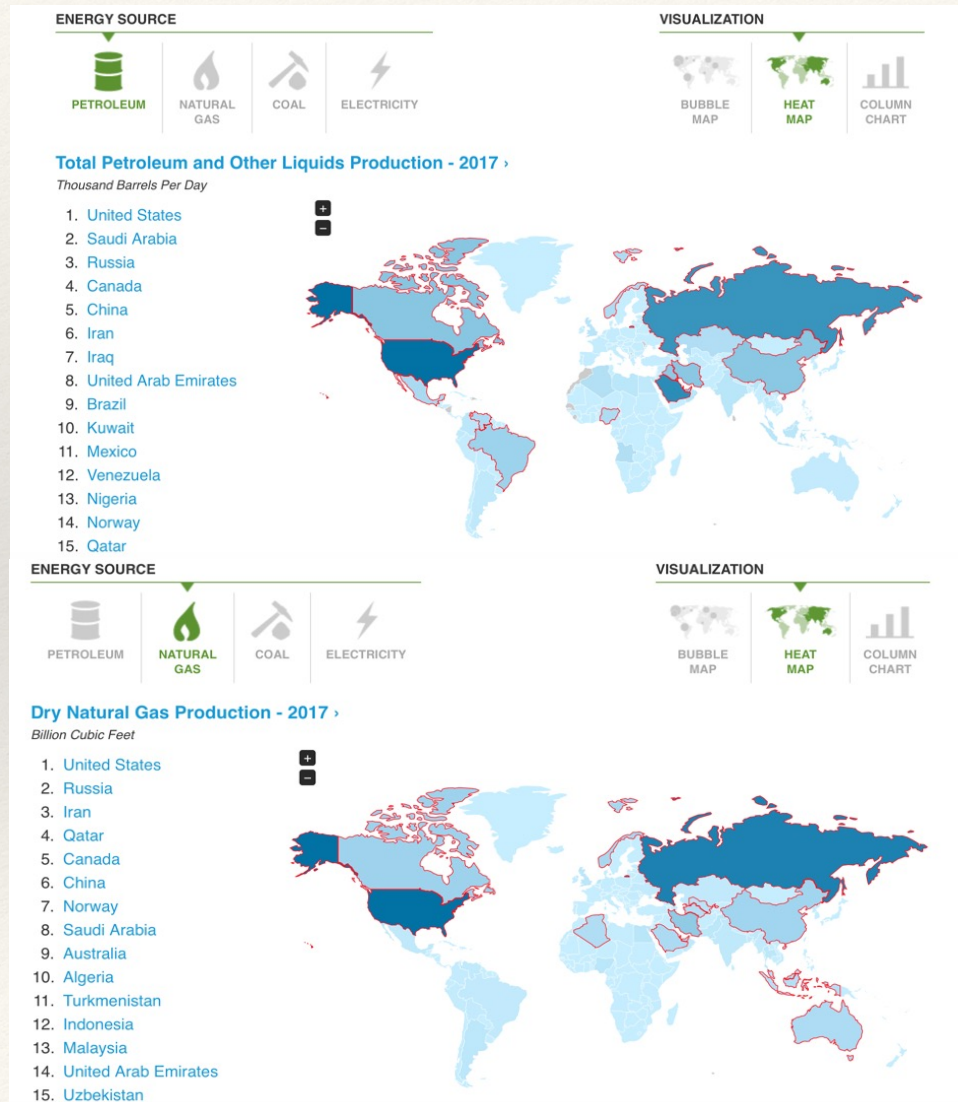 ENERGY SOURCE
VISUALIZATION
PETROLEUM
NATURAL
GAS
COAL
ELECTRICITY
BUBBLE
MAP
HEAT
MAP
COLUMN
CHART
Total Petroleum and Other Liquids Production - 2017 ›
Thousand Barrels Per Day
+
−
1. United States
2. Saudi Arabia
3. Russia
4. Canada
5. China
6. Iran
7. Iraq
8. United Arab Emirates
9. Brazil
10. Kuwait
11. Mexico
12. Venezuela
13. Nigeria
14. Norway
15. Qatar
ENERGY SOURCE
VISUALIZATION
PETROLEUM
NATURAL
GAS
COAL
ELECTRICITY
BUBBLE
MAP
HEAT
MAP
COLUMN
CHART
Dry Natural Gas Production - 2017 ›
Billion Cubic Feet
+
−
1. United States
2. Russia
3. Iran
4. Qatar
5. Canada
6. China
7. Norway
8. Saudi Arabia
9. Australia
10. Algeria
11. Turkmenistan
12. Indonesia
13. Malaysia
14. United Arab Emirates
15. Uzbekistan